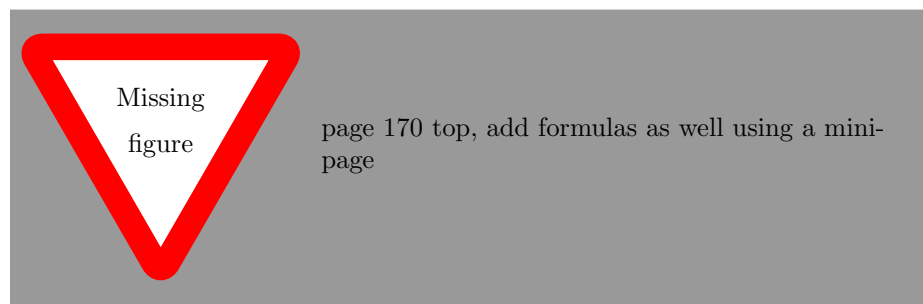 Missing
figure
page 170 top, add formulas as well using a mini-
page